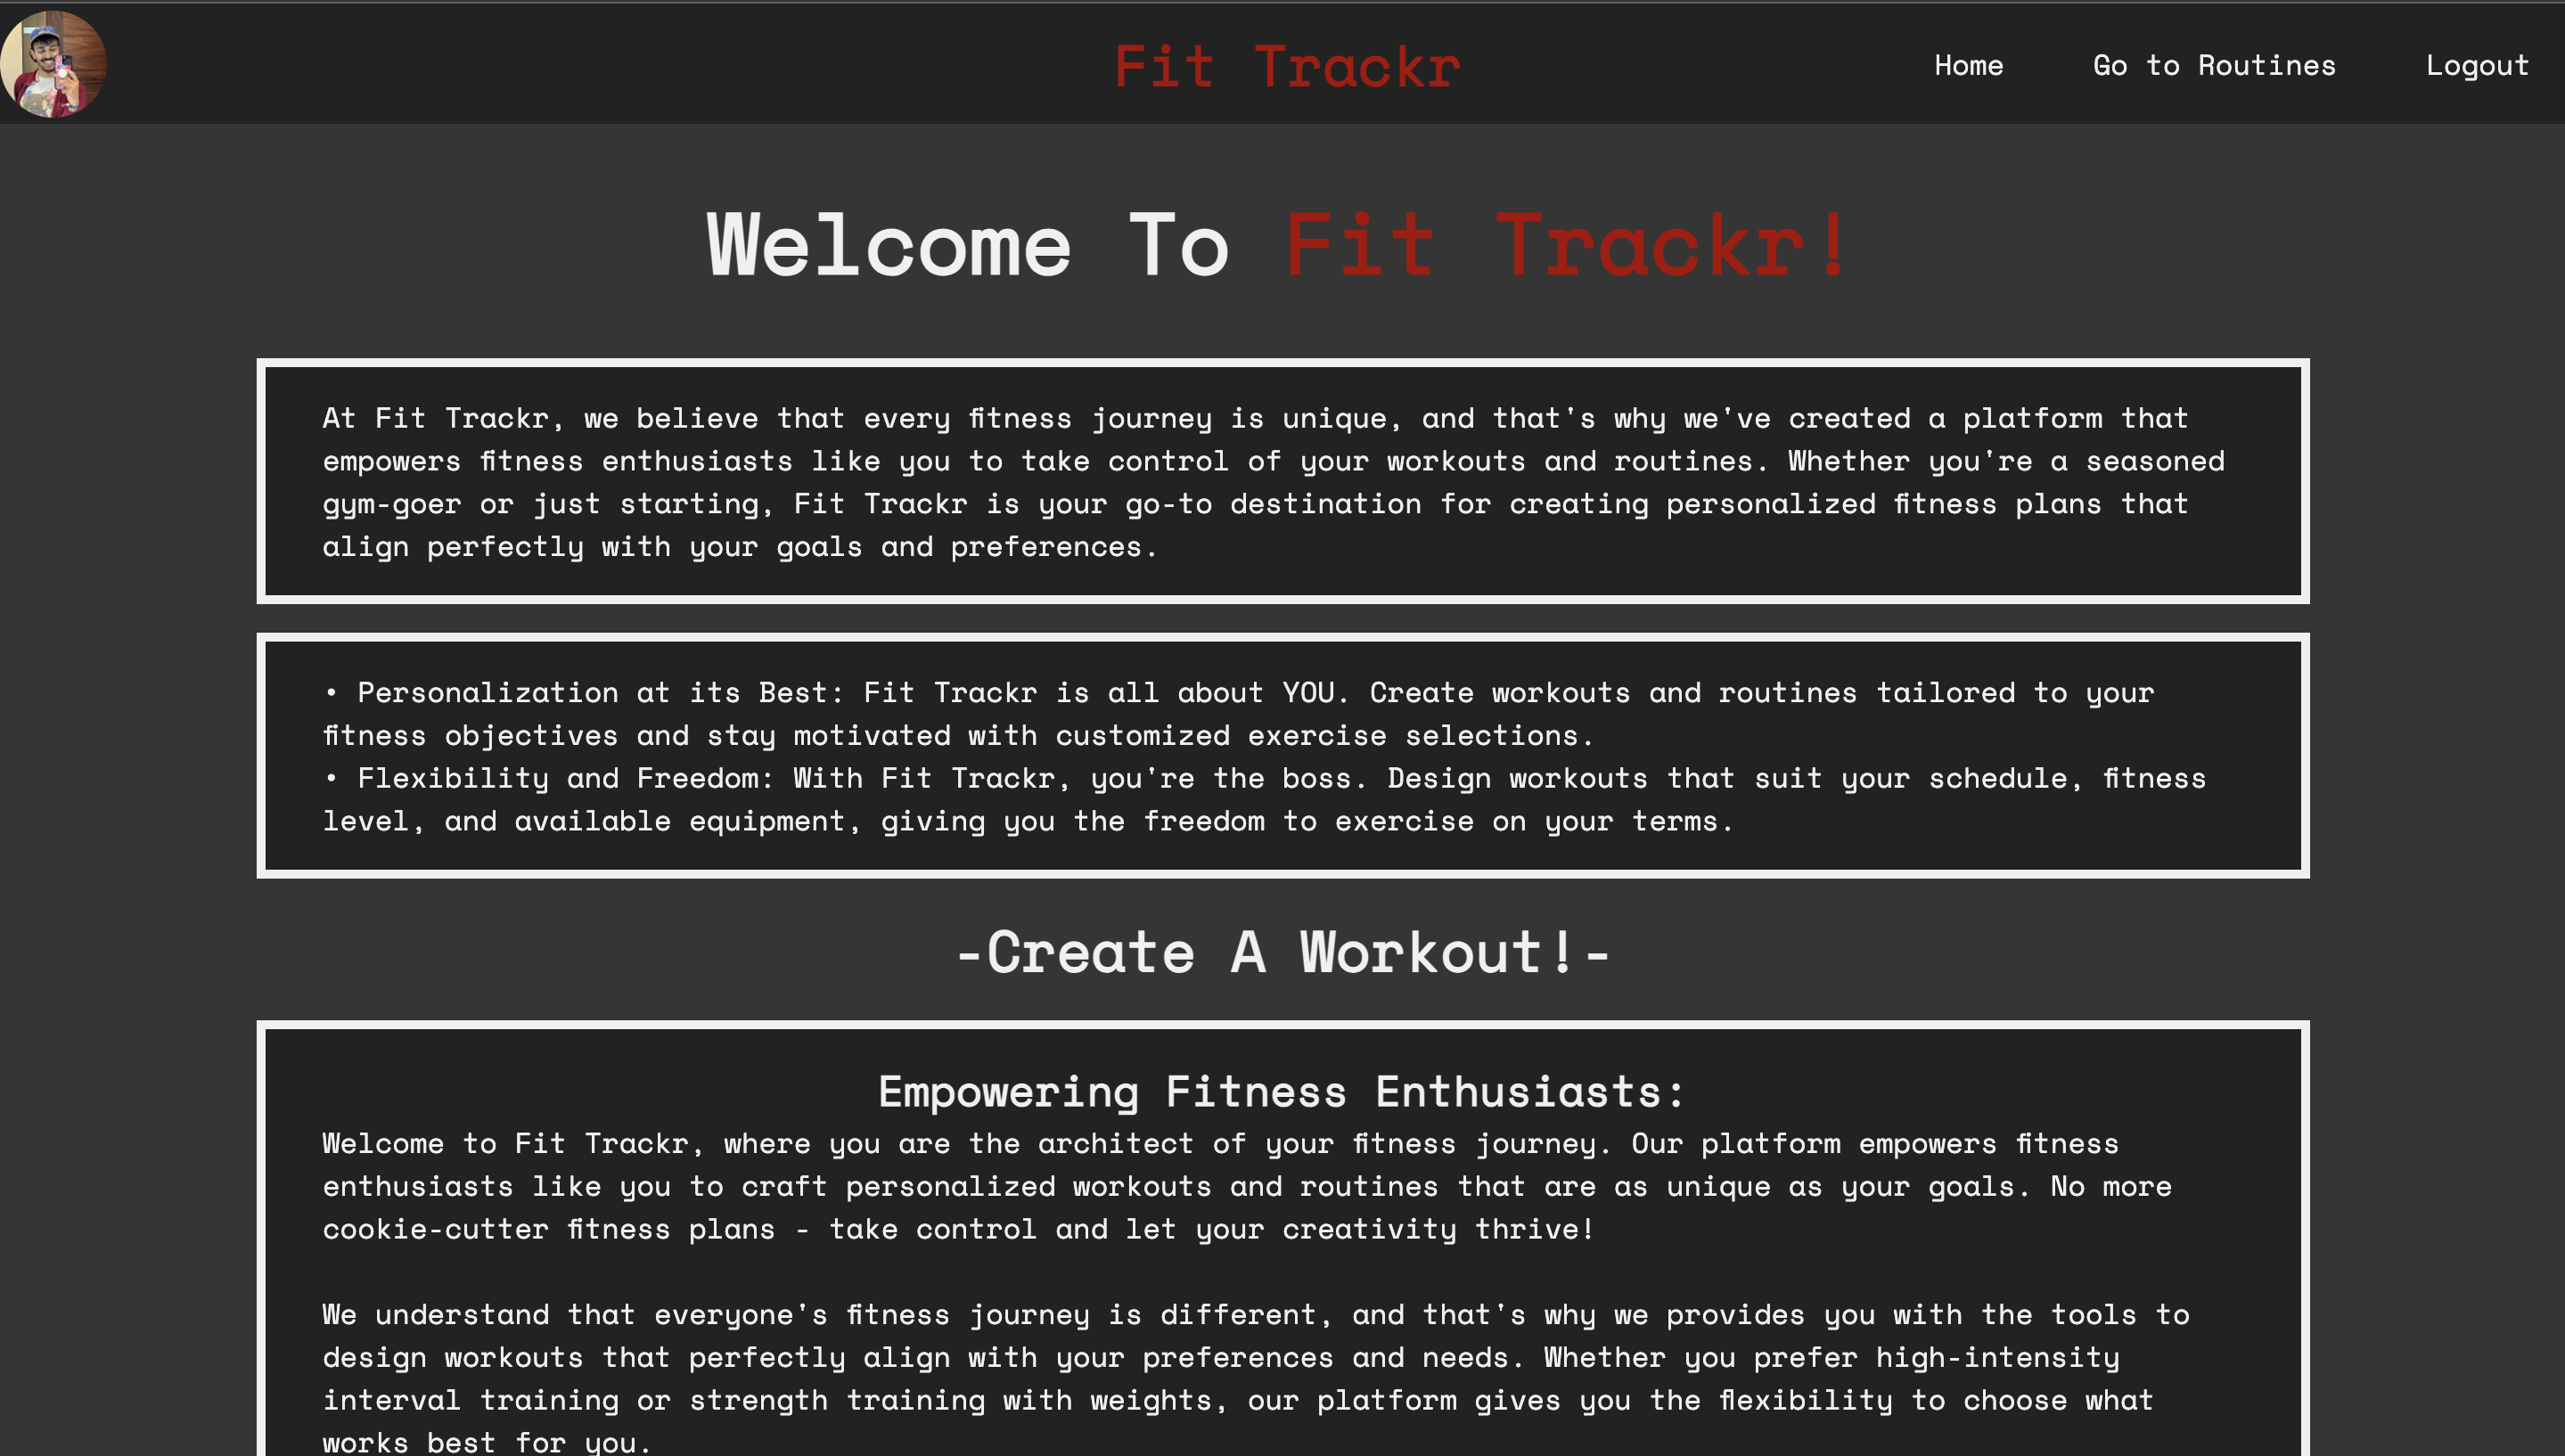 Fit Trackr
Home
Go to Routines
Logout
Welcome To Fit Trackr!
At Fit Trackr, we believe that every fitness journey is unique, and that's why we've created a platform that
empowers fitness enthusiasts like you to take control of your workouts and routines. Whether you're a seasoned
gym-goer or just starting, Fit Trackr is your go-to destination for creating personalized fitness plans that
align perfectly with your goals and preferences.
• Personalization at its Best: Fit Trackr is all about YOU. Create workouts and routines tailored to your
fitness objectives and stay motivated with customized exercise selections.
• Flexibility and Freedom: With Fit Trackr, you're the boss. Design workouts that suit your schedule, fitness
level, and available equipment, giving you the freedom to exercise on your terms.
-Create A Workout!-
Empowering Fitness Enthusiasts:
Welcome to Fit Trackr, where you are the architect of your fitness journey. Our platform empowers fitness
enthusiasts like you to craft personalized workouts and routines that are as unique as your goals. No more
cookie-cutter fitness plans - take control and let your creativity thrive!
We understand that everyone's fitness journey is different, and that's why we provides you with the tools to
design workouts that perfectly align with your preferences and needs. Whether you prefer high-intensity
interval training or strength training with weights, our platform gives you the flexibility to choose what
works best for you.